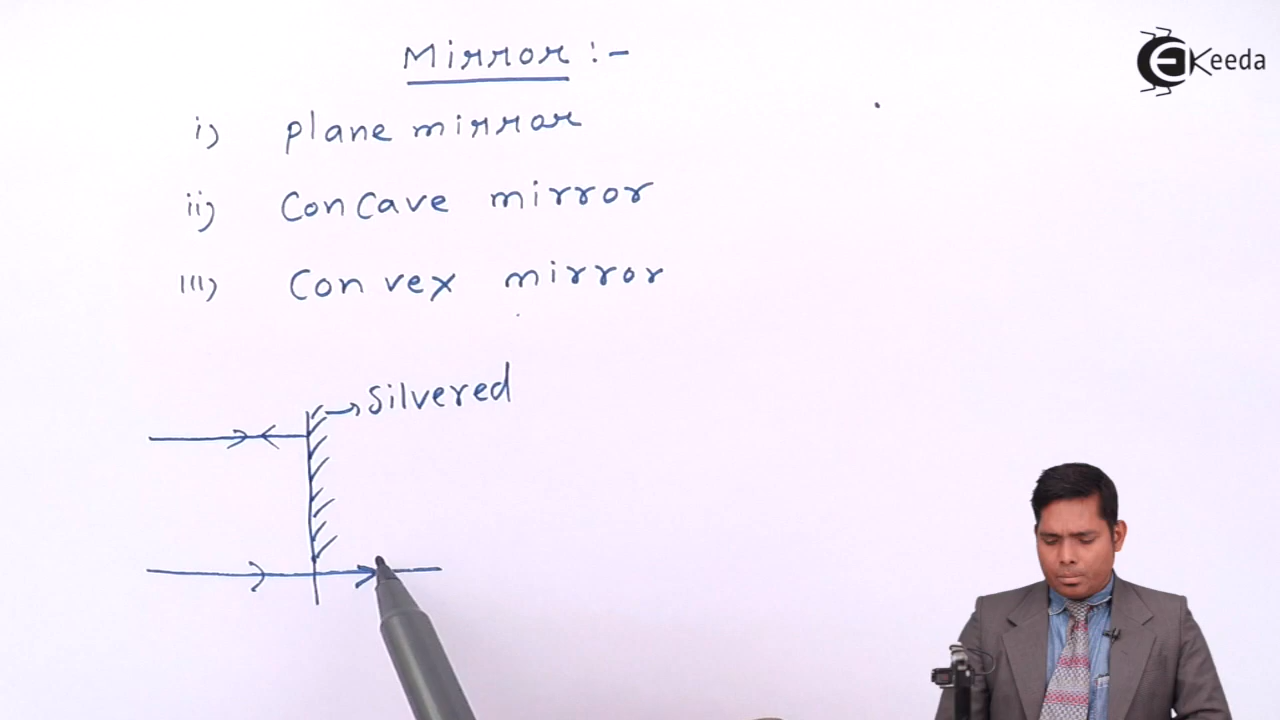 Mirror :-
i) plane mirror
ii) Concave mirror
iii) Convex mirror
Silvered
EKeeda